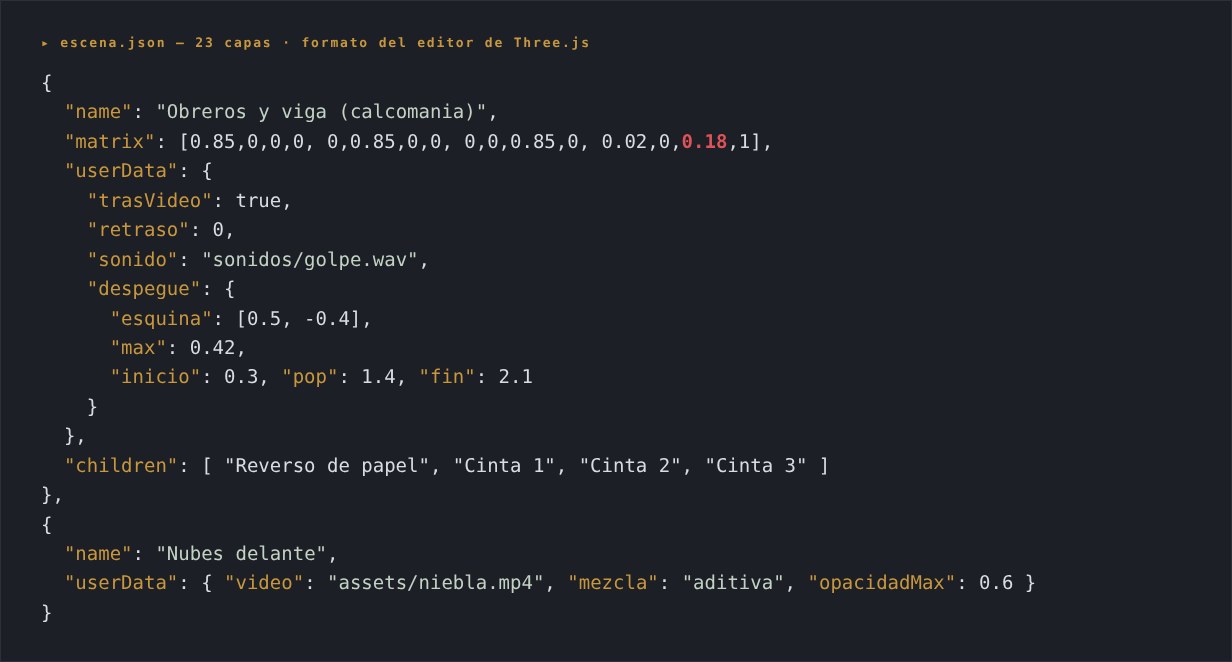 ▸ escena.json — 23 capas · formato del editor de Three.js
{
  "name": "Obreros y viga (calcomania)",
  "matrix": [0.85,0,0,0, 0,0.85,0,0, 0,0,0.85,0, 0.02,0,0.18,1],
  "userData": {
    "trasVideo": true,
    "retraso": 0,
    "sonido": "sonidos/golpe.wav",
    "despegue": {
      "esquina": [0.5, -0.4],
      "max": 0.42,
      "inicio": 0.3, "pop": 1.4, "fin": 2.1
    }
  },
  "children": [ "Reverso de papel", "Cinta 1", "Cinta 2", "Cinta 3" ]
},
{
  "name": "Nubes delante",
  "userData": { "video": "assets/niebla.mp4", "mezcla": "aditiva", "opacidadMax": 0.6 }
}